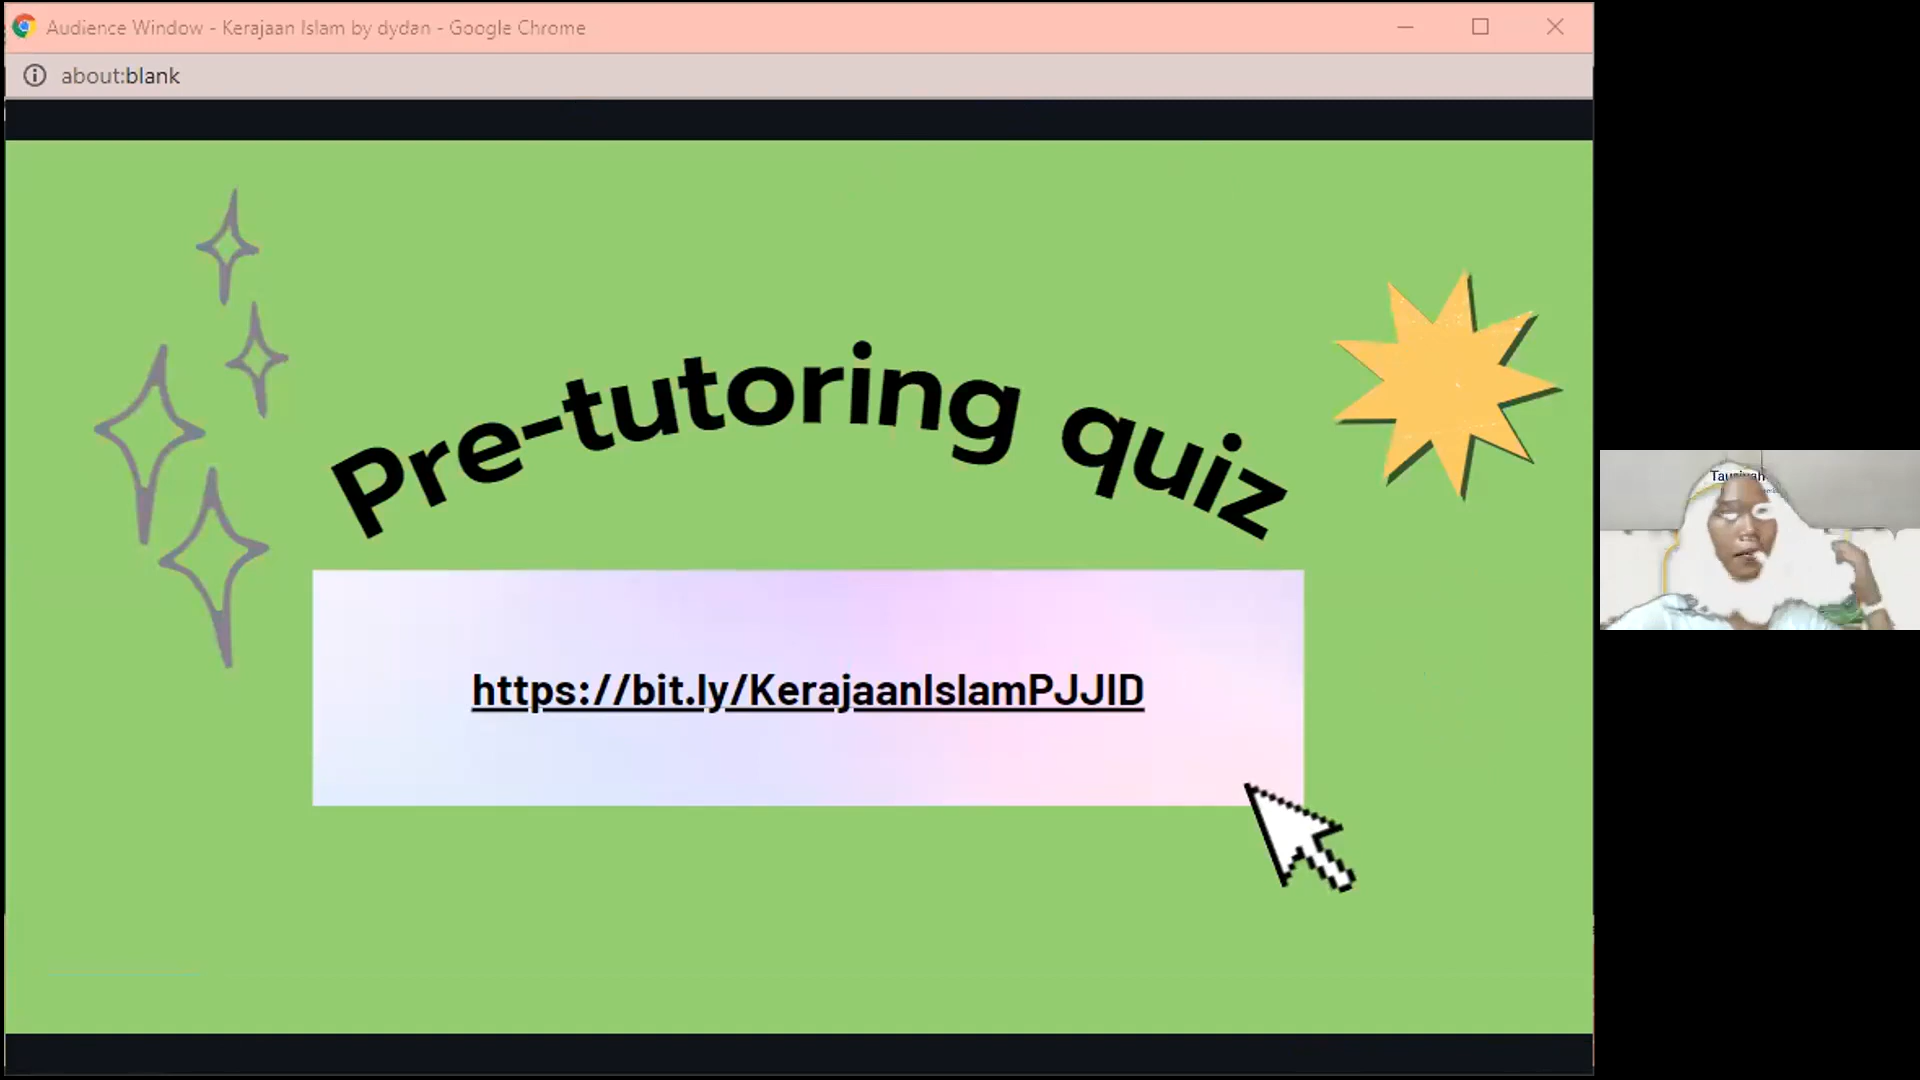 Audience Window - Kerajaan Islam by dydan - Google Chrome
about:blank
Pre-tutoring quiz
https://bit.ly/KerajaanIslamPJJID